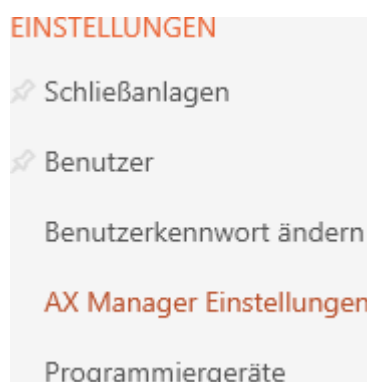 EINSTELLUNGEN
Schließanlagen
Benutzer
Benutzerkennwort ändern
AX Manager Einstellungen
Programmiergeräte